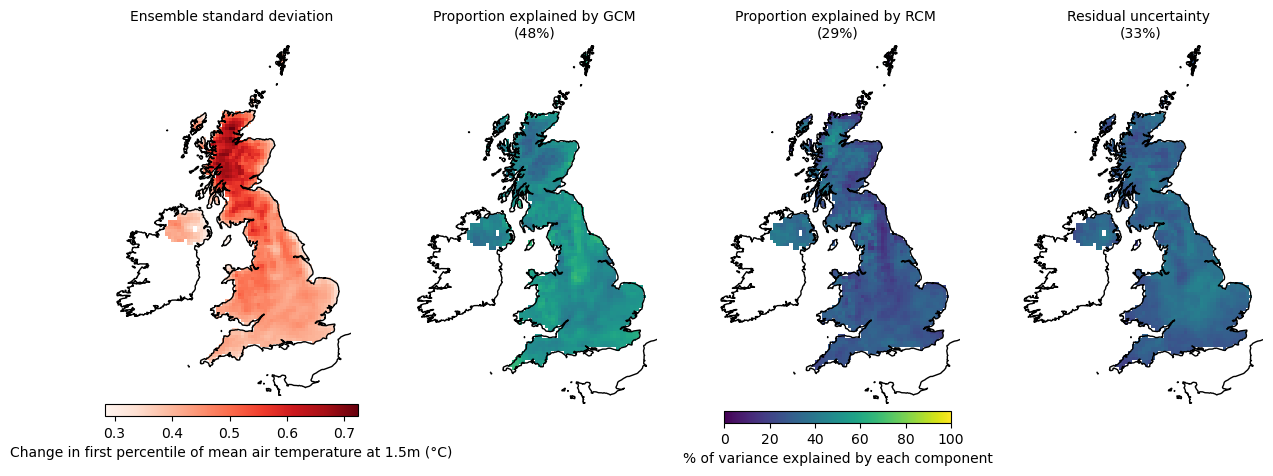 Ensemble standard deviation
Proportion explained by GCM
(48%)
Proportion explained by RCM
(29%)
Residual uncertainty
(33%)
0.3 0.4 0.5 0.6 0.7
Change in first percentile of mean air temperature at 1.5m (°C)
0 20 40 60 80 100
% of variance explained by each component